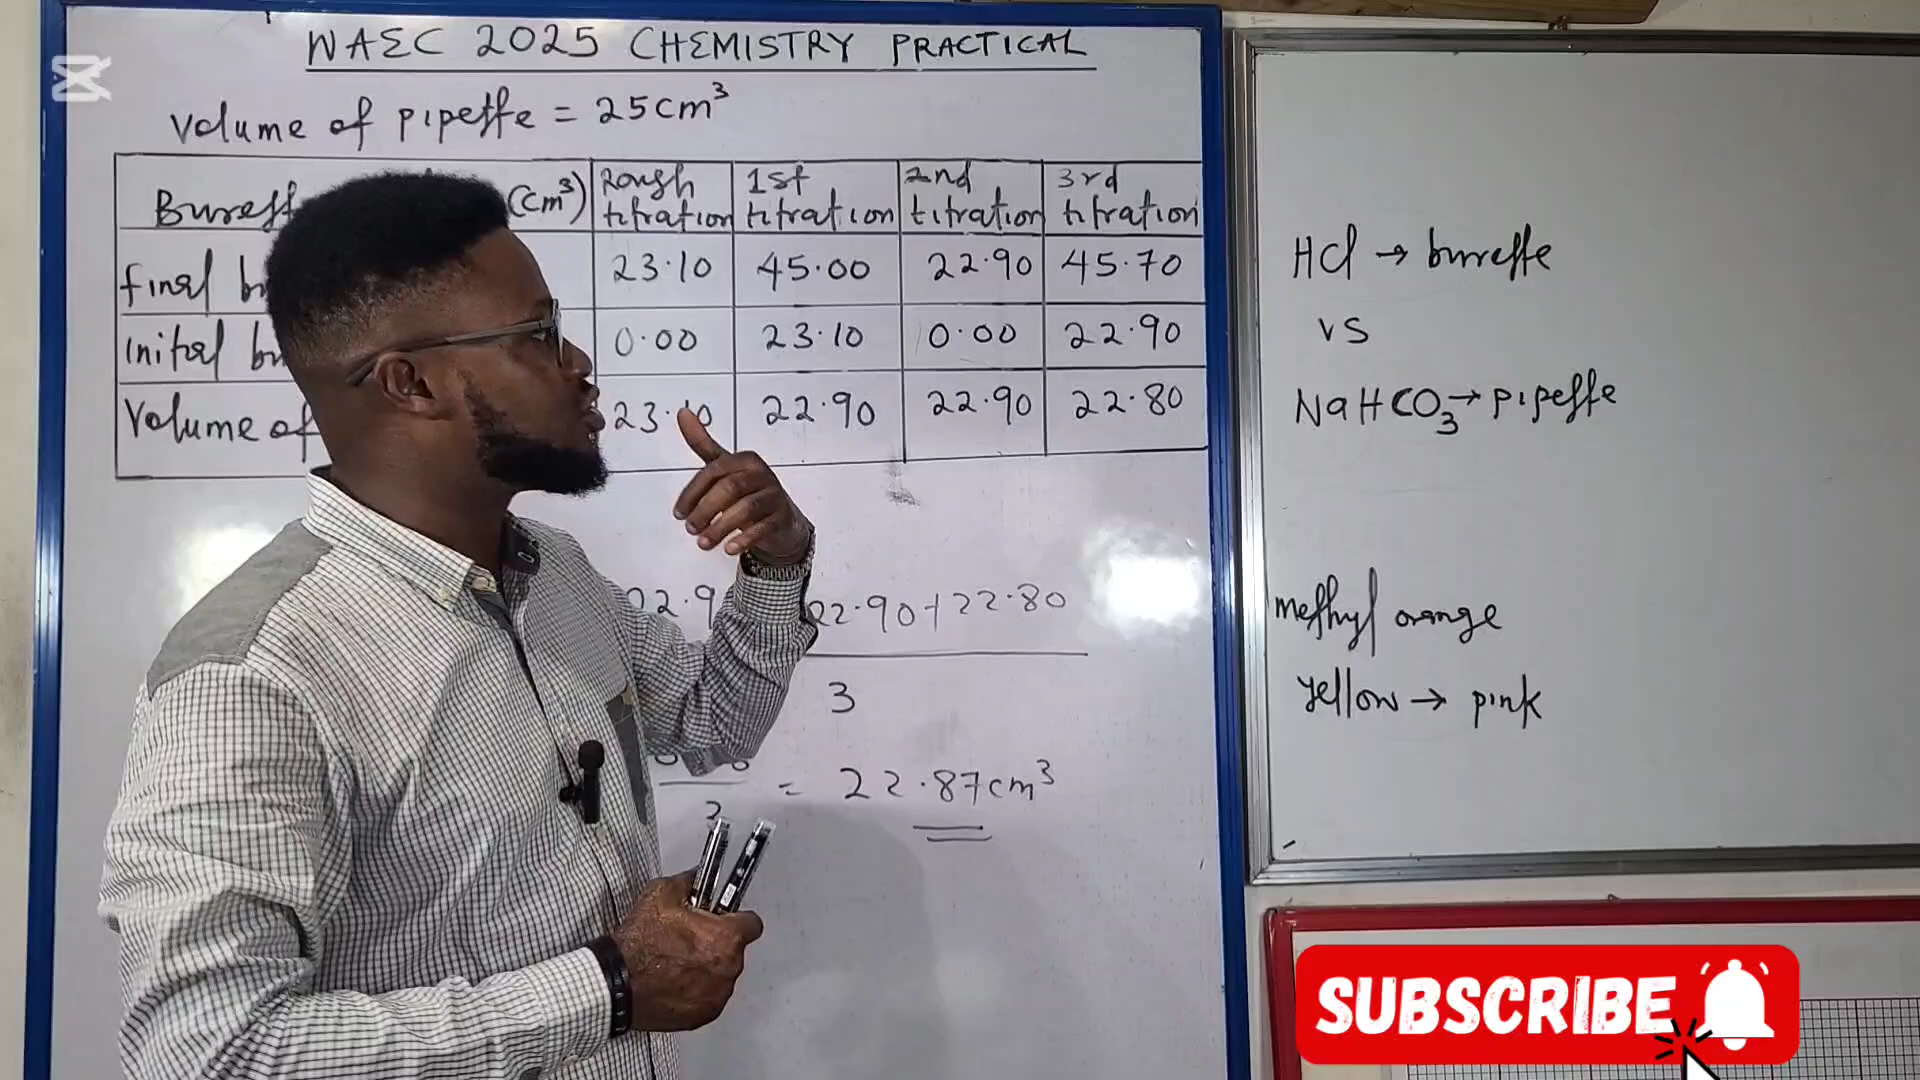 WAEC 2025 CHEMISTRY PRACTICAL
Volume of pipette = 25cm³
(cm³) Rough titration 1st titration 2nd titration 3rd titration
Final 23.10 45.00 22.90 45.70
Initial 0.00 23.10 0.00 22.90
Volume of 22.90 22.90 22.80
22.90+22.80
3
= 22.87cm³
HCl → burette
vs
NaHCO₃→ pipette
methyl orange
Yellow → pink
SUBSCRIBE